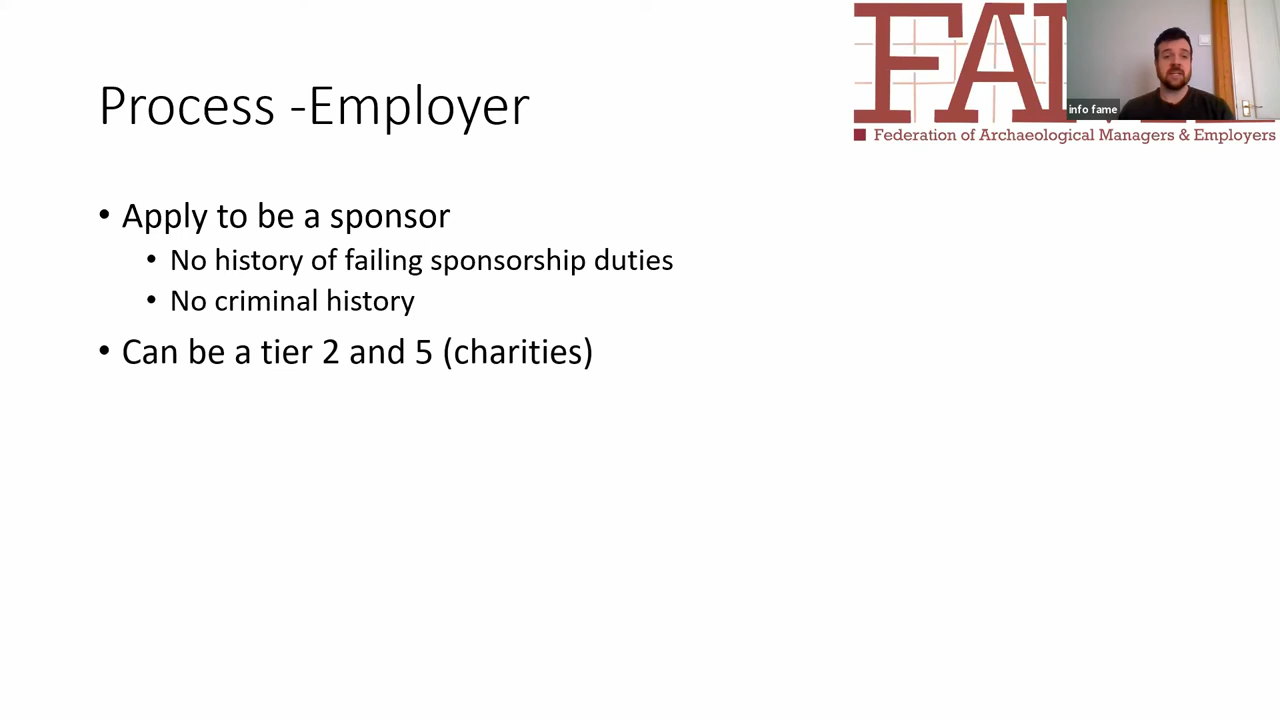 Process -Employer
FA
info fame
Federation of Archaeological Managers & Employers
• Apply to be a sponsor
• No history of failing sponsorship duties
• No criminal history
• Can be a tier 2 and 5 (charities)